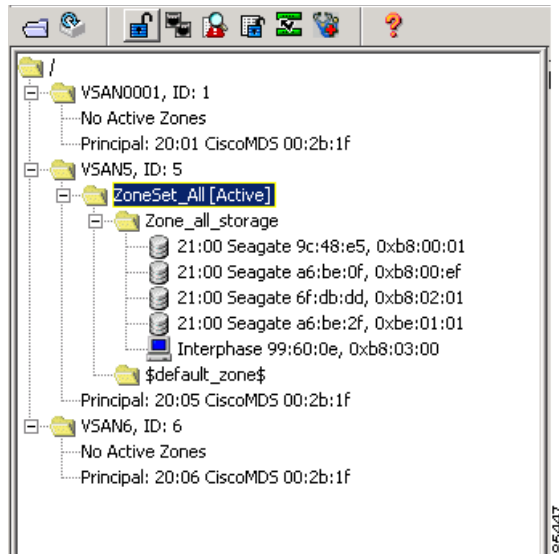 /
VSAN0001, ID: 1
No Active Zones
Principal: 20:01 CiscoMDS 00:2b:1f
VSAN5, ID: 5
ZoneSet_All [Active]
Zone_all_storage
21:00 Seagate 9c:48:e5, 0xb8:00:01
21:00 Seagate a6:be:0f, 0xb8:00:ef
21:00 Seagate 6f:db:dd, 0xb8:02:01
21:00 Seagate a6:be:2f, 0xbe:01:01
Interphase 99:60:0e, 0xb8:03:00
$default_zone$
Principal: 20:05 CiscoMDS 00:2b:1f
VSAN6, ID: 6
No Active Zones
Principal: 20:06 CiscoMDS 00:2b:1f